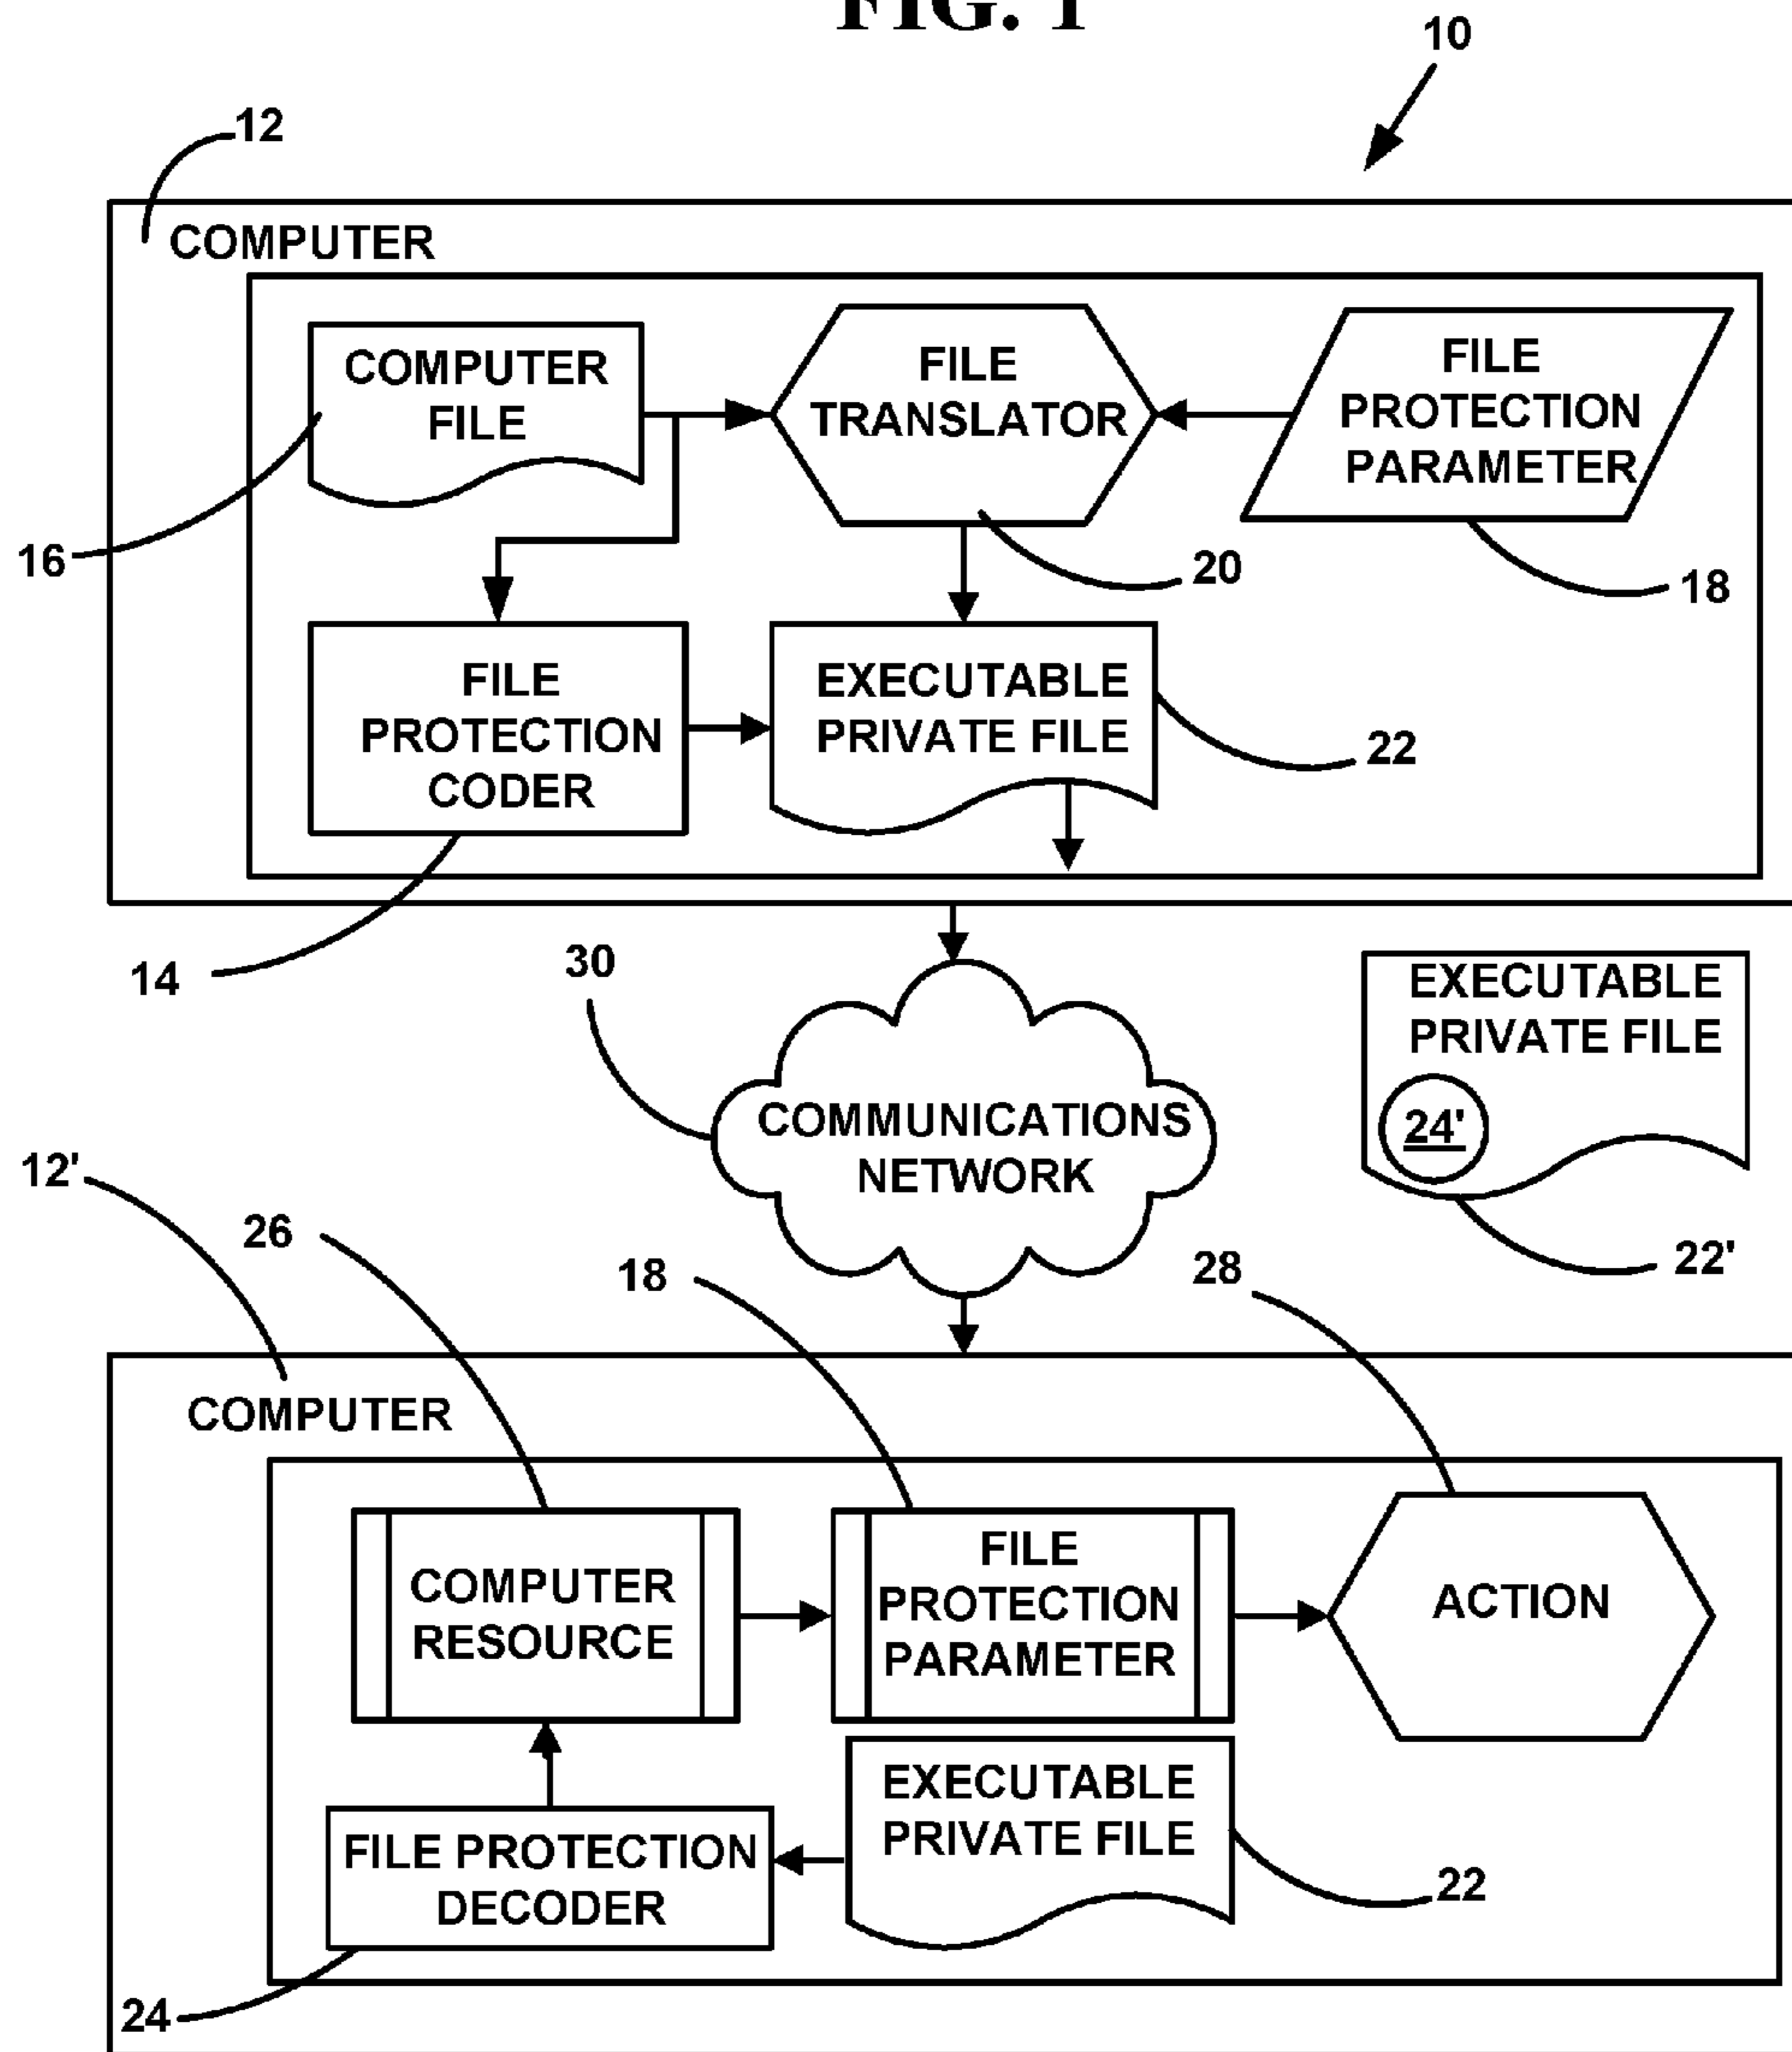 FIG. 1
10
12
COMPUTER
COMPUTER
FILE
FILE
TRANSLATOR
FILE
PROTECTION
PARAMETER
16
20
18
FILE
PROTECTION
CODER
EXECUTABLE
PRIVATE FILE
22
14
30
COMMUNICATIONS
NETWORK
EXECUTABLE
PRIVATE FILE
24'
22'
12'
26
18
28
COMPUTER
COMPUTER
RESOURCE
FILE
PROTECTION
PARAMETER
ACTION
FILE PROTECTION
DECODER
EXECUTABLE
PRIVATE FILE
22
24